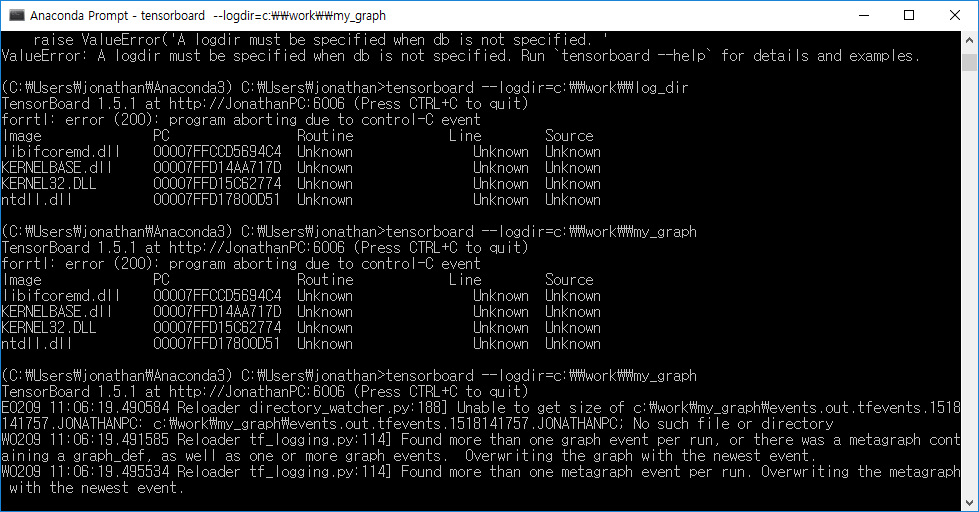 Anaconda Prompt - tensorboard  --logdir=c:₩₩work₩₩my_graph
    raise ValueError('A logdir must be specified when db is not specified. '
ValueError: A logdir must be specified when db is not specified. Run `tensorboard --help` for details and examples.
(C:₩Users₩jonathan₩Anaconda3) C:₩Users₩jonathan>tensorboard --logdir=c:₩₩work₩₩log_dir
TensorBoard 1.5.1 at http://JonathanPC:6006 (Press CTRL+C to quit)
forrtl: error (200): program aborting due to control-C event
Image              PC                Routine            Line        Source
libifcoremd.dll    00007FFCCD5694C4  Unknown               Unknown  Unknown
KERNELBASE.dll     00007FFD14AA717D  Unknown               Unknown  Unknown
KERNEL32.DLL       00007FFD15C62774  Unknown               Unknown  Unknown
ntdll.dll          00007FFD17800D51  Unknown               Unknown  Unknown
(C:₩Users₩jonathan₩Anaconda3) C:₩Users₩jonathan>tensorboard --logdir=c:₩₩work₩₩my_graph
TensorBoard 1.5.1 at http://JonathanPC:6006 (Press CTRL+C to quit)
forrtl: error (200): program aborting due to control-C event
Image              PC                Routine            Line        Source
libifcoremd.dll    00007FFCCD5694C4  Unknown               Unknown  Unknown
KERNELBASE.dll     00007FFD14AA717D  Unknown               Unknown  Unknown
KERNEL32.DLL       00007FFD15C62774  Unknown               Unknown  Unknown
ntdll.dll          00007FFD17800D51  Unknown               Unknown  Unknown
(C:₩Users₩jonathan₩Anaconda3) C:₩Users₩jonathan>tensorboard --logdir=c:₩₩work₩₩my_graph
TensorBoard 1.5.1 at http://JonathanPC:6006 (Press CTRL+C to quit)
E0209 11:06:19.490584 Reloader directory_watcher.py:188] Unable to get size of c:₩work₩my_graph₩events.out.tfevents.1518
141757.JONATHANPC: c:₩work₩my_graph₩events.out.tfevents.1518141757.JONATHANPC; No such file or directory
W0209 11:06:19.491585 Reloader tf_logging.py:114] Found more than one graph event per run, or there was a metagraph cont
aining a graph_def, as well as one or more graph events.  Overwriting the graph with the newest event.
W0209 11:06:19.495534 Reloader tf_logging.py:114] Found more than one metagraph event per run. Overwriting the metagraph
 with the newest event.